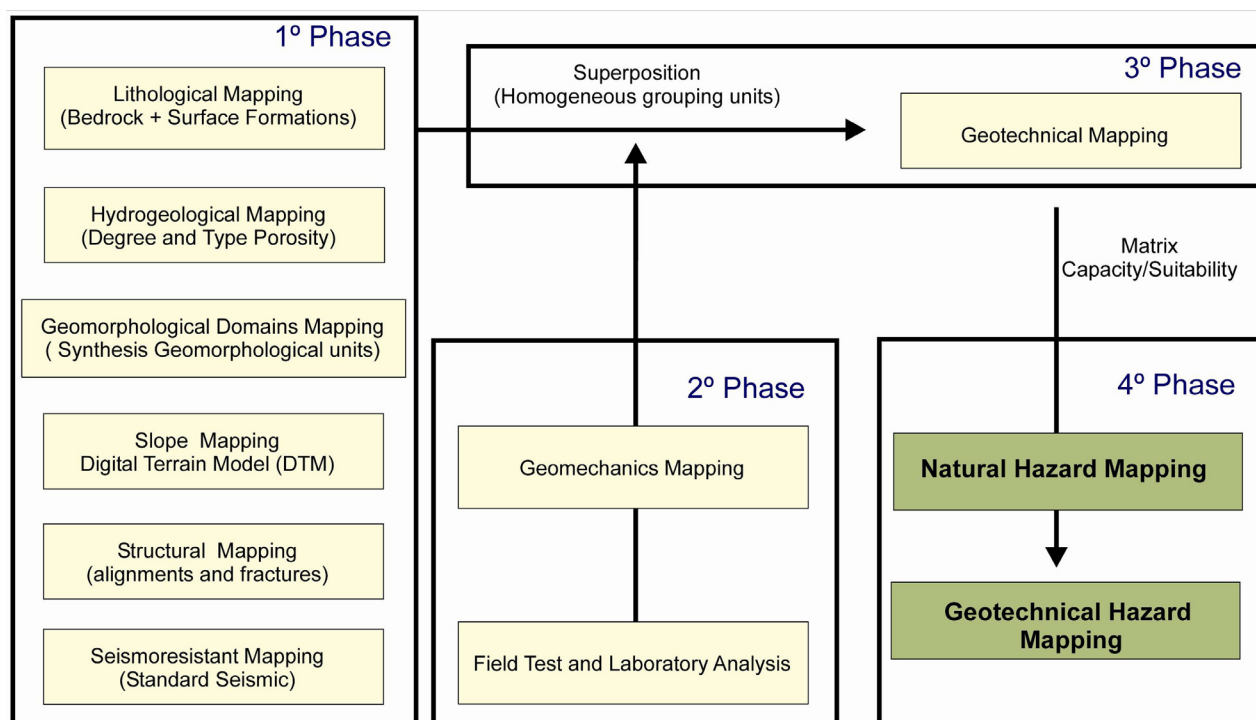 1º Phase
Lithological Mapping
(Bedrock + Surface Formations)
Hydrogeological Mapping
(Degree and Type Porosity)
Geomorphological Domains Mapping
( Synthesis Geomorphological units)
Slope Mapping
Digital Terrain Model (DTM)
Structural Mapping
(alignments and fractures)
Seismoresistant Mapping
(Standard Seismic)
2º Phase
Geomechanics Mapping
Field Test and Laboratory Analysis
3º Phase
Superposition
(Homogeneous grouping units)
Geotechnical Mapping
Matrix
Capacity/Suitability
4º Phase
Natural Hazard Mapping
Geotechnical Hazard
Mapping